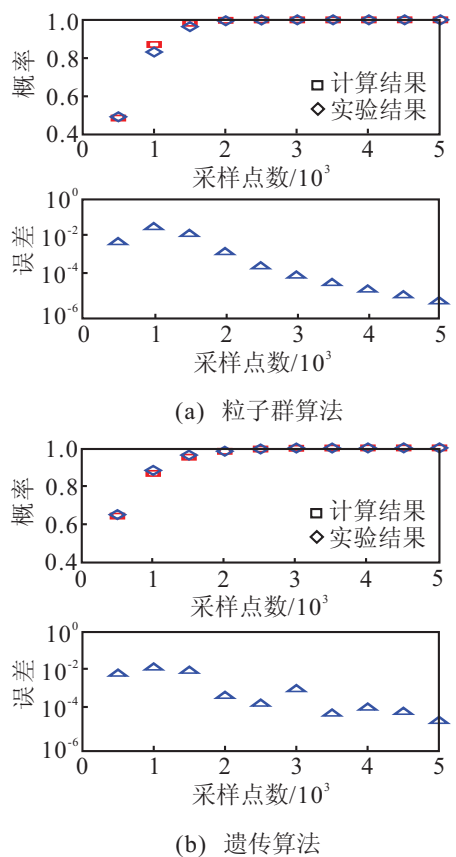 1.0
0.8
0.6
0.4
概率
计算结果
实验结果
1 2 3 4 5
采样点数/10³
10⁰
10⁻²
10⁻⁴
10⁻⁶
误差
0 1 2 3 4 5
采样点数/10³
(a) 粒子群算法
1.0
0.8
0.6
0.4
概率
计算结果
实验结果
0 1 2 3 4 5
采样点数/10³
10⁰
10⁻²
10⁻⁴
10⁻⁶
误差
0 1 2 3 4 5
采样点数/10³
(b) 遗传算法